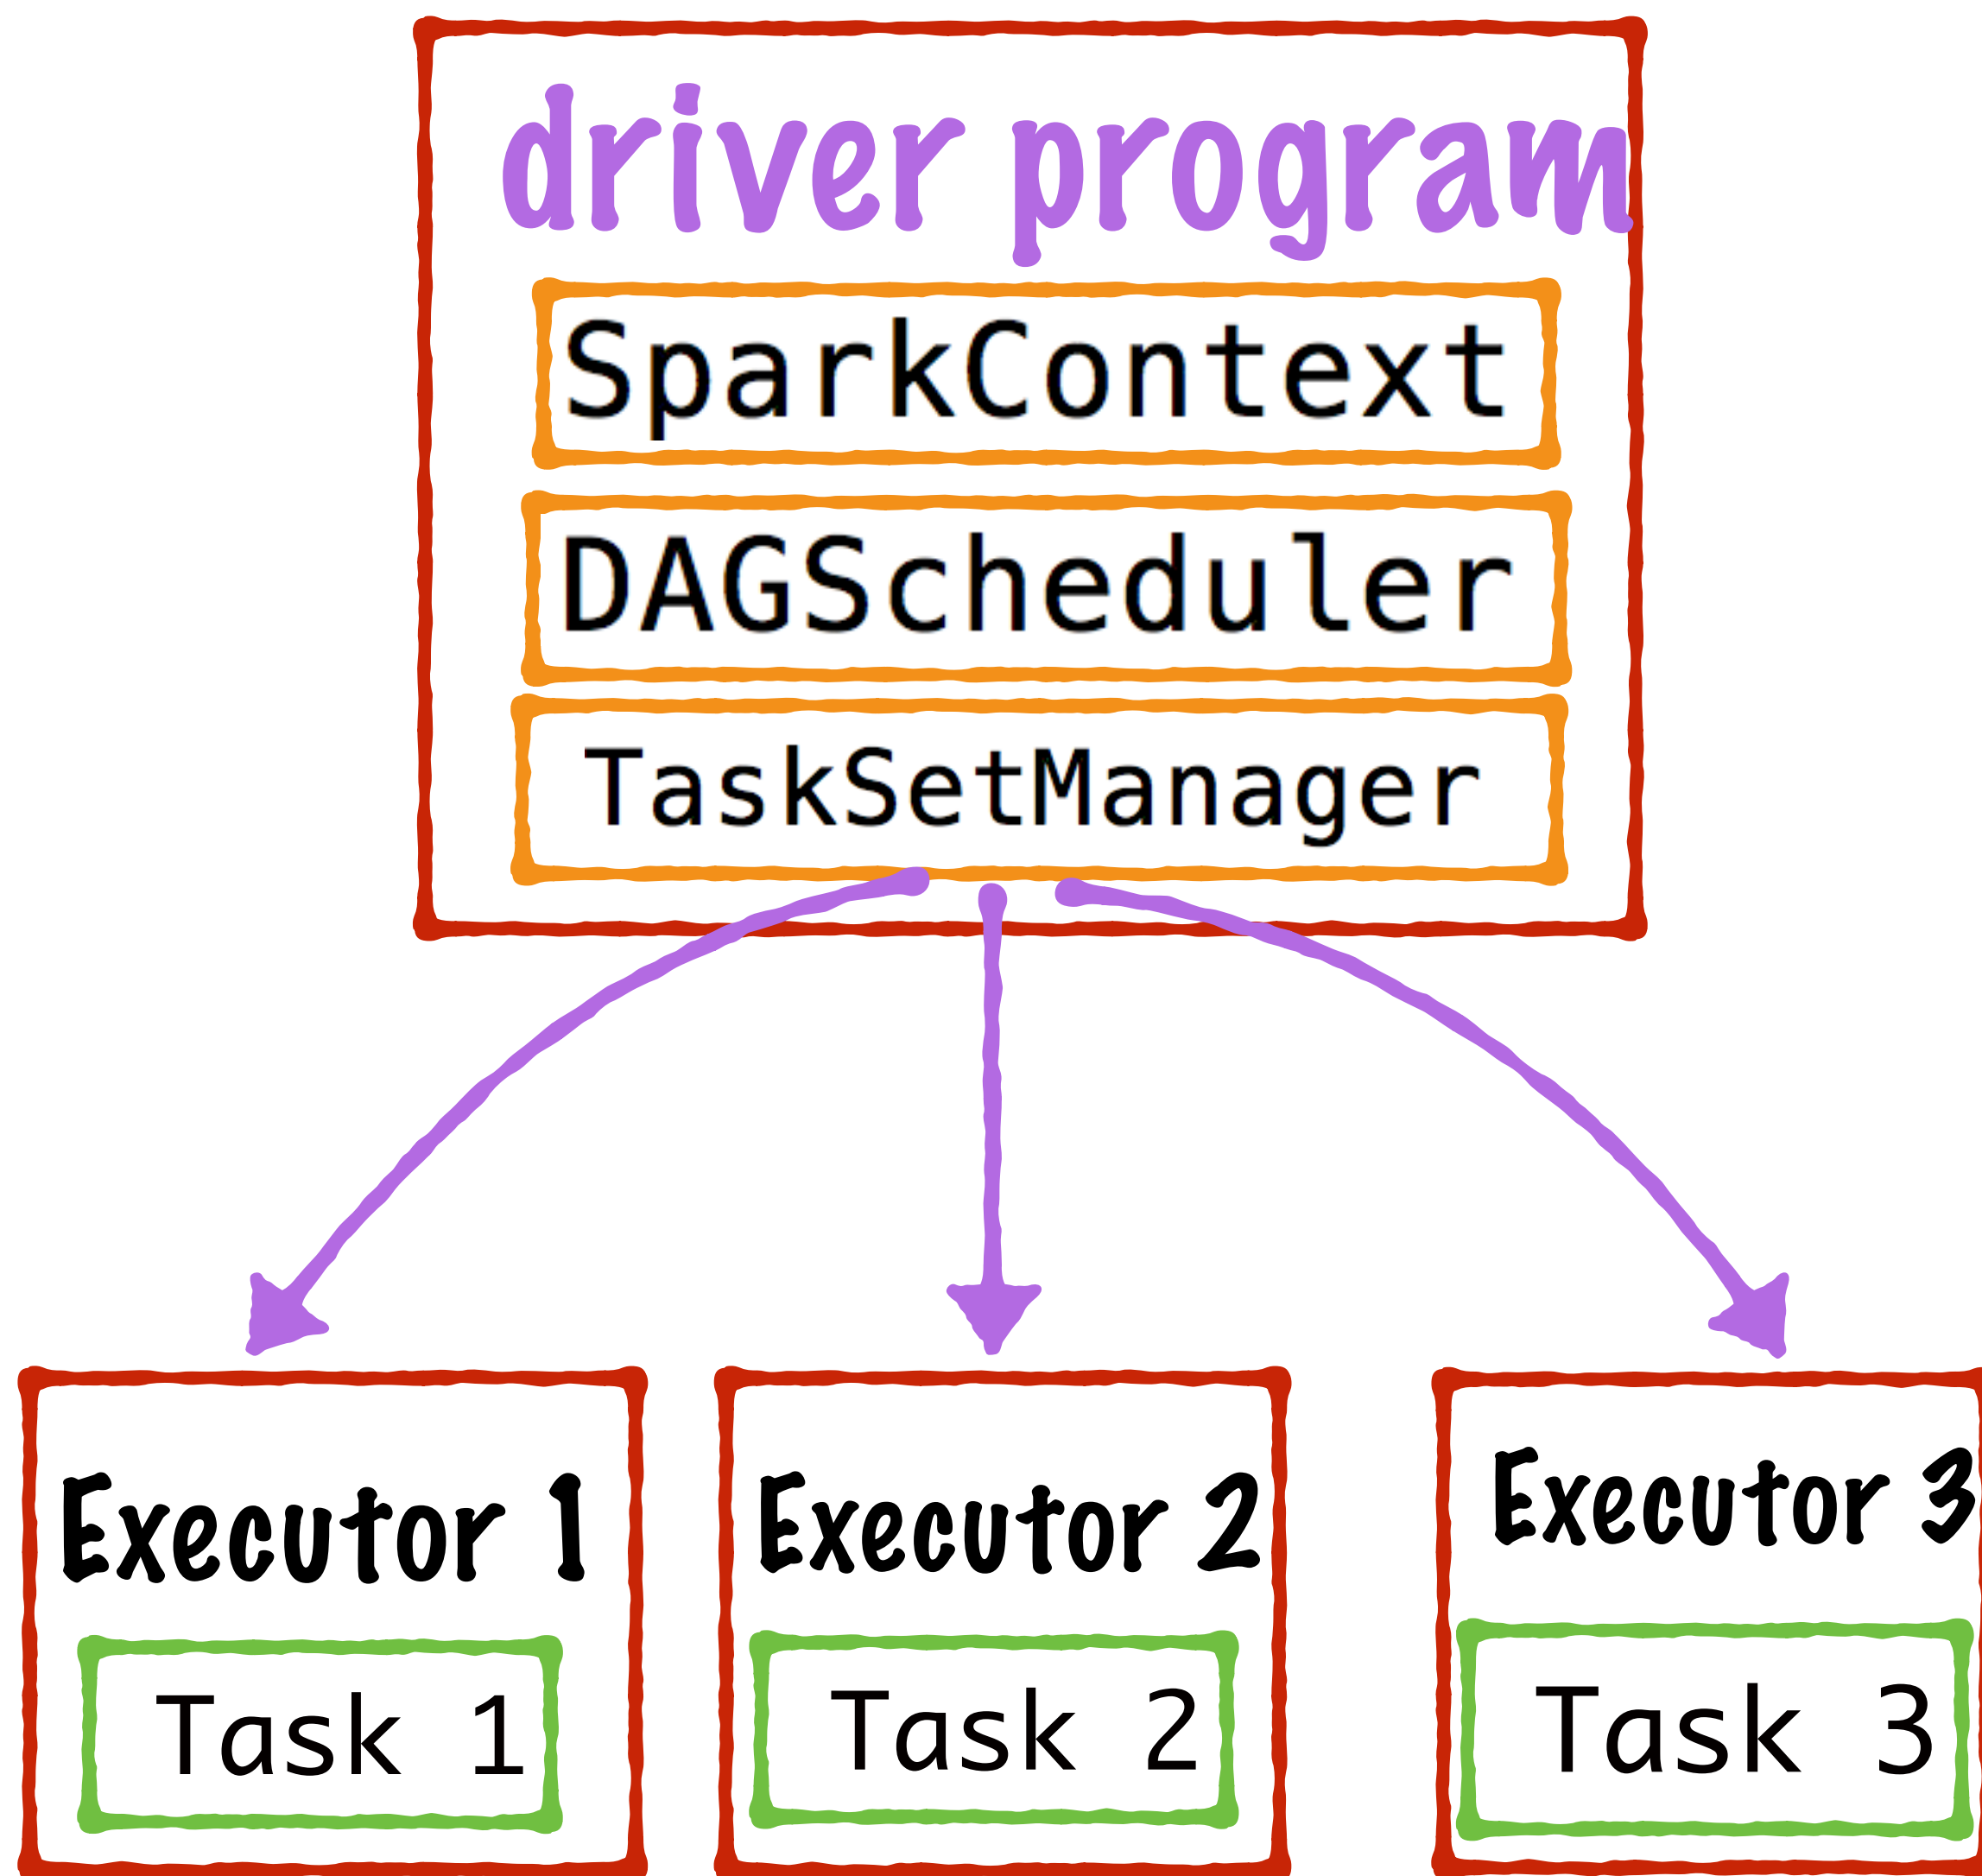 driver program
SparkContext
DAGScheduler
TaskSetManager
Executor 1
Executor 2
Executor 3
Task 1
Task 2
Task 3